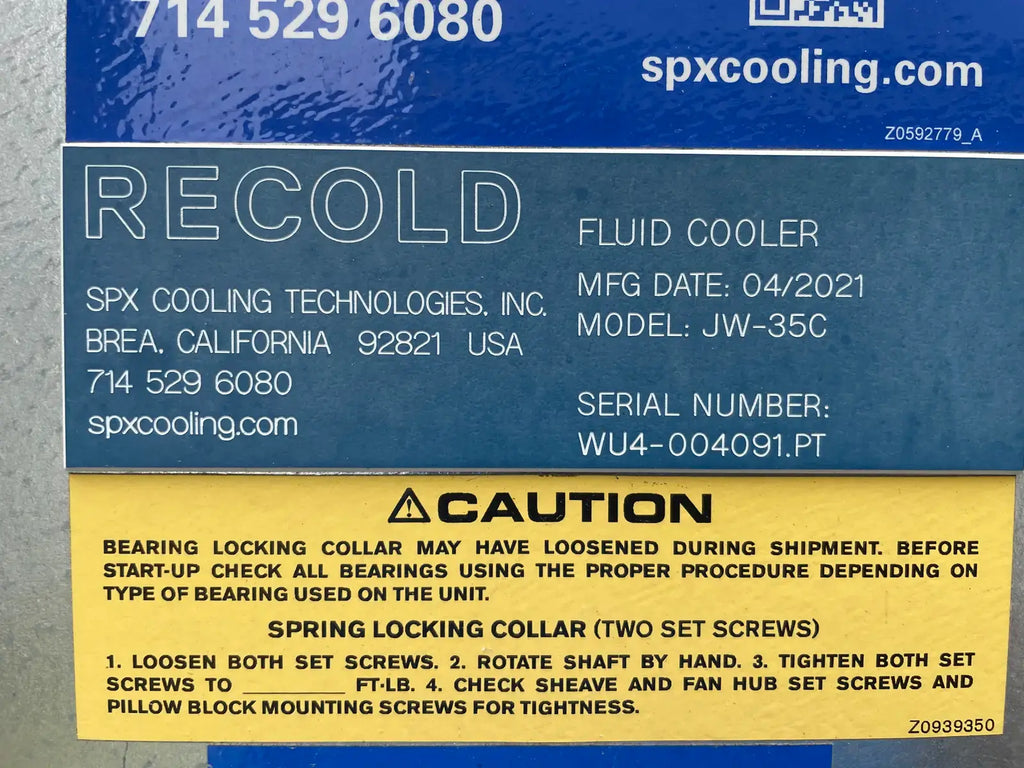 714 529 6080
spxcooling.com
Z0592779_A
RECOLD
SPX COOLING TECHNOLOGIES, INC.
BREA, CALIFORNIA 92821 USA
714 529 6080
spxcooling.com
FLUID COOLER
MFG DATE: 04/2021
MODEL: JW-35C
SERIAL NUMBER:
WU4-004091.PT
⚠CAUTION
BEARING LOCKING COLLAR MAY HAVE LOOSENED DURING SHIPMENT. BEFORE
START-UP CHECK ALL BEARINGS USING THE PROPER PROCEDURE DEPENDING ON
TYPE OF BEARING USED ON THE UNIT.
SPRING LOCKING COLLAR (TWO SET SCREWS)
1. LOOSEN BOTH SET SCREWS. 2. ROTATE SHAFT BY HAND. 3. TIGHTEN BOTH SET
SCREWS TO __________ FT-LB. 4. CHECK SHEAVE AND FAN HUB SET SCREWS AND
PILLOW BLOCK MOUNTING SCREWS FOR TIGHTNESS.
Z0939350